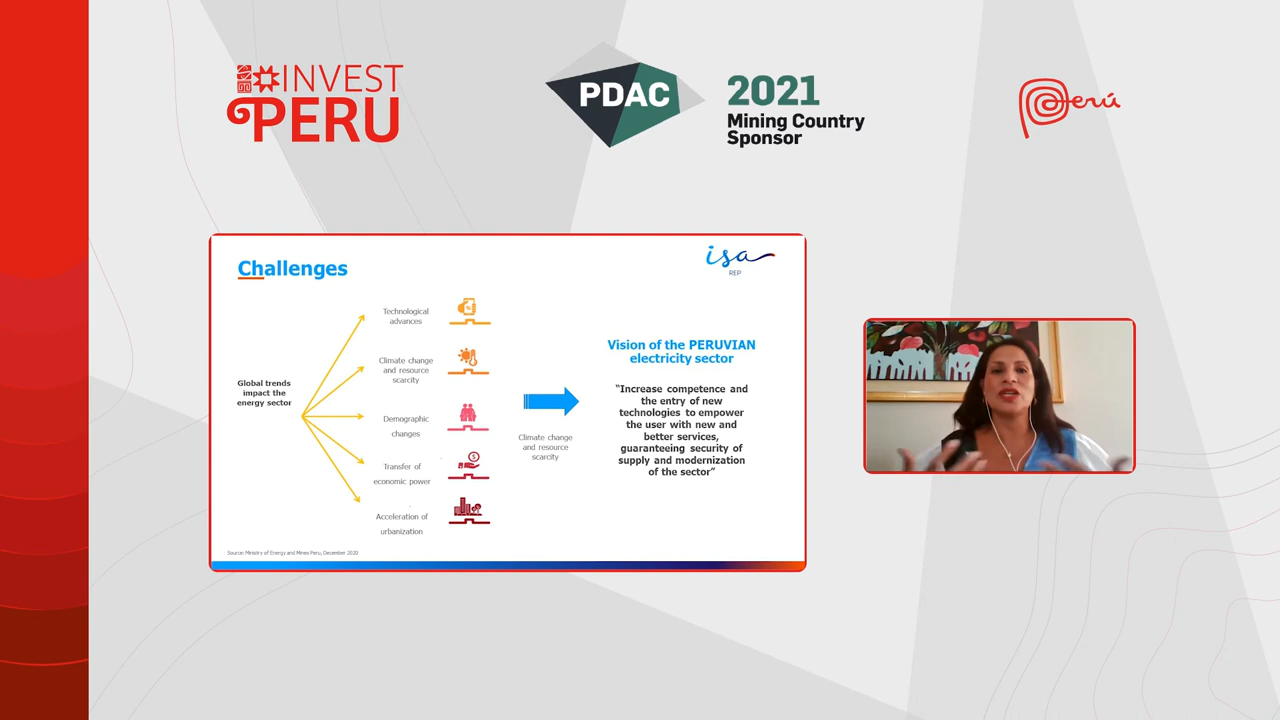 INVEST
PERU
PDAC
2021
Mining Country
Sponsor
Perú
Challenges
isa
REP
Technological
advances
Climate change
and resource
scarcity
Global trends
impact the
energy sector
Demographic
changes
Transfer of
economic power
Acceleration of
urbanization
Climate change
and resource
scarcity
Vision of the PERUVIAN
electricity sector
"Increase competence and
the entry of new
technologies to empower
the user with new and
better services,
guaranteeing security of
supply and modernization
of the sector"
Source: Ministry of Energy and Mines Peru, December 2020